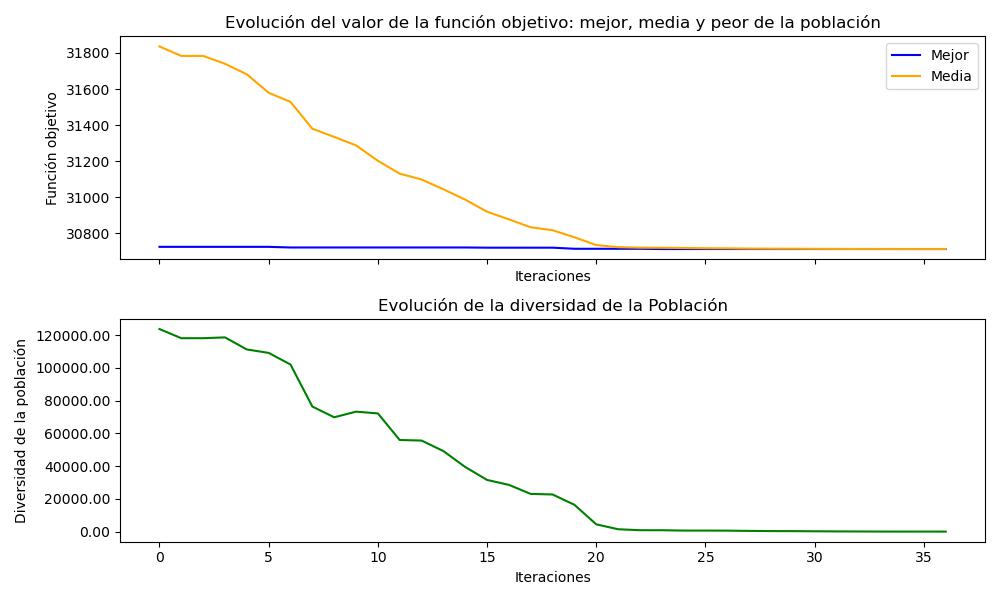 Evolución del valor de la función objetivo: mejor, media y peor de la población
Función objetivo
31800
31600
31400
31200
31000
30800
Mejor
Media
Iteraciones
Evolución de la diversidad de la Población
Diversidad de la población
120000.00
100000.00
80000.00
60000.00
40000.00
20000.00
0.00
0 5 10 15 20 25 30 35
Iteraciones